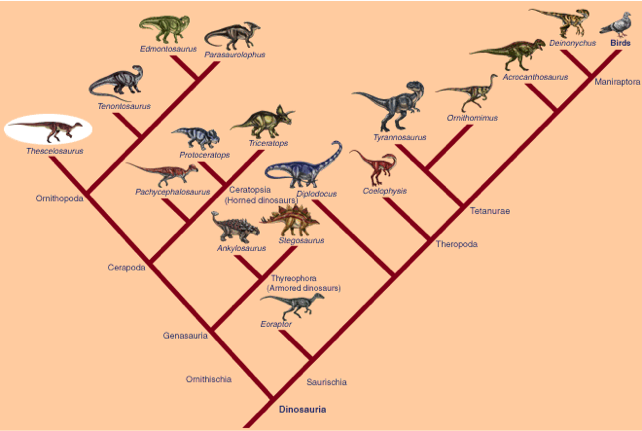 Deinonychus
Birds
Edmontosaurus
Parasaurolophus
Acrocanthosaurus
Maniraptora
Tenontosaurus
Ornithomimus
Tyrannosaurus
Thescelosaurus
Protoceratops
Triceratops
Pachycephalosaurus
Ceratopsia
(Horned dinosaurs)
Diplodocus
Coelophysis
Ornithopoda
Tetanurae
Ankylosaurus
Stegosaurus
Theropoda
Cerapoda
Thyreophora
(Armored dinosaurs)
Eoraptor
Genasauria
Ornithischia
Saurischia
Dinosauria